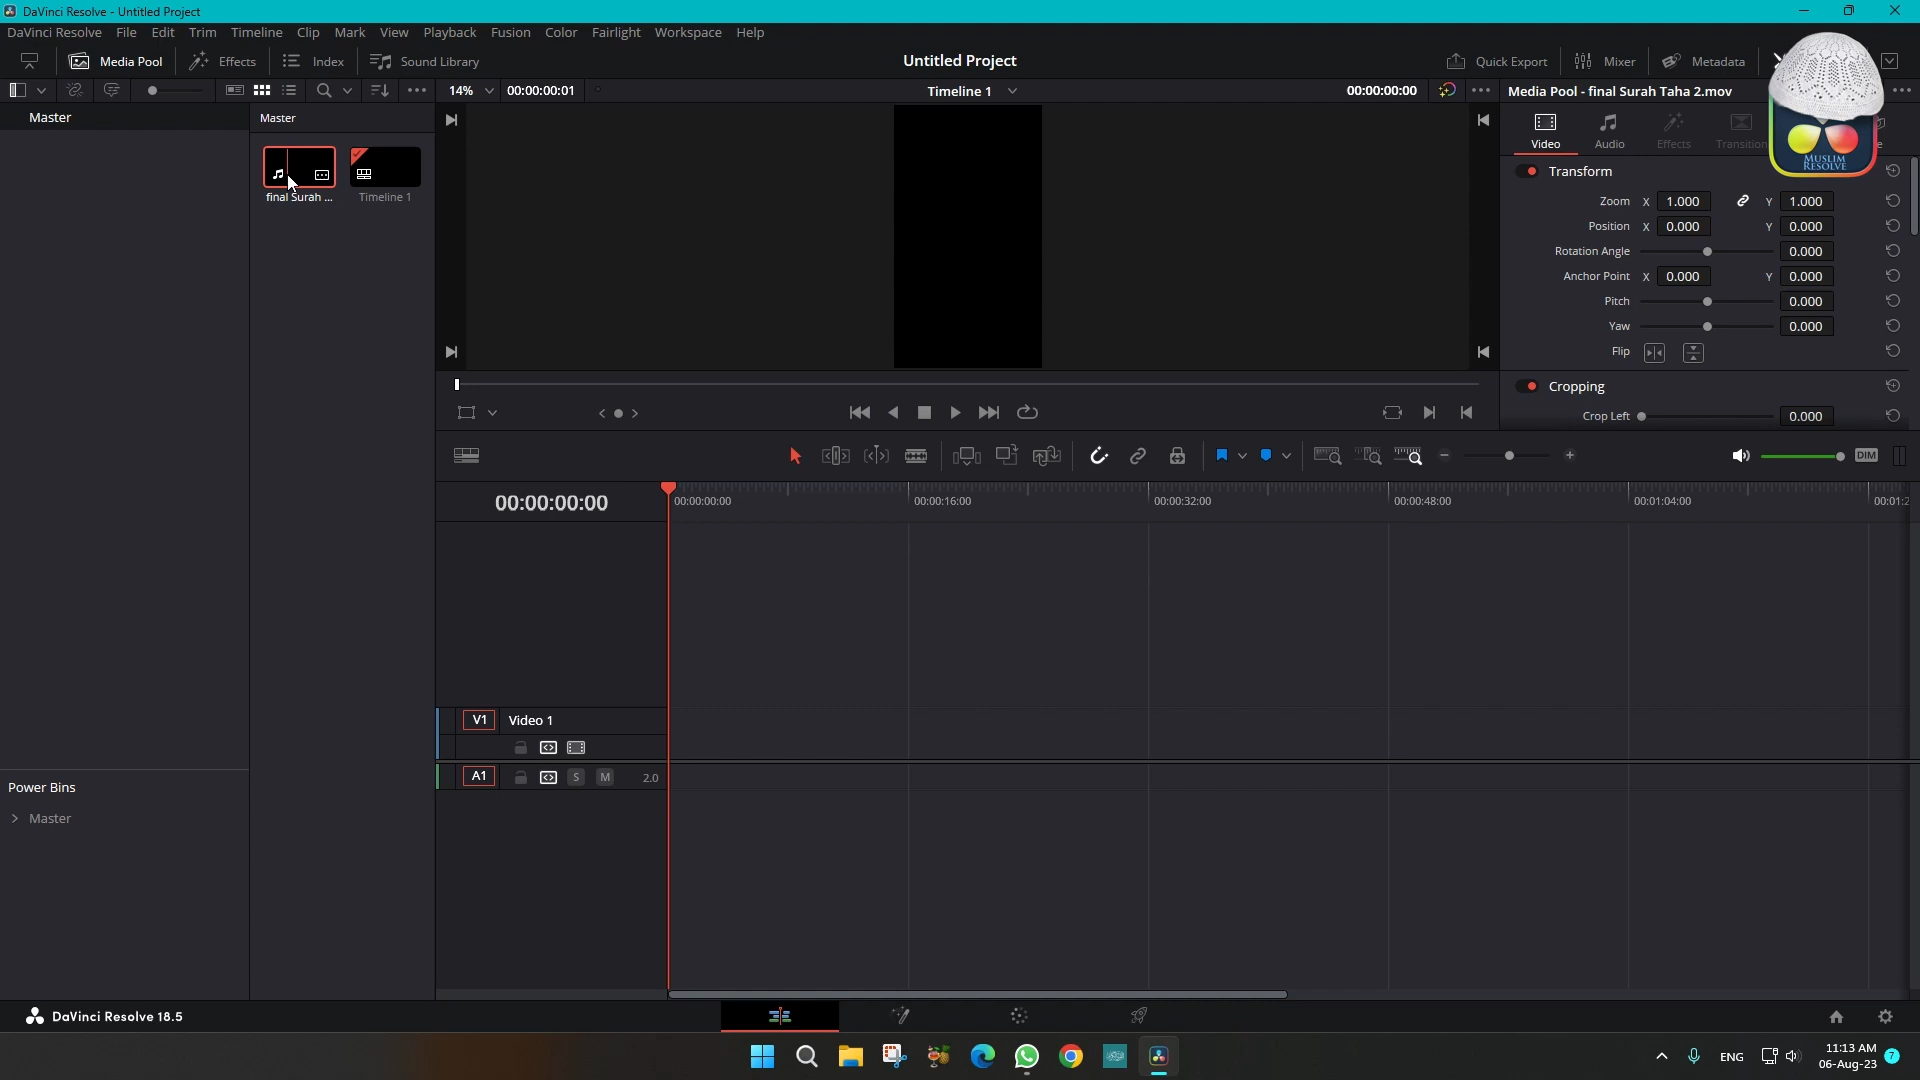 DaVinci Resolve - Untitled Project
DaVinci Resolve File Edit Trim Timeline Clip Mark View Playback Fusion Color Fairlight Workspace Help
Media Pool Effects Index Sound Library Untitled Project Quick Export Mixer Metadata
14% 00:00:00:01 Timeline 1 00:00:00:00 Media Pool - final Surah Taha 2.mov
Master
Master
final Surah ... Timeline 1
Video Audio Effects Transition
MUSLIM
RESOLVE
Transform
Zoom X 1.000 Y 1.000
Position X 0.000 Y 0.000
Rotation Angle 0.000
Anchor Point X 0.000 Y 0.000
Pitch 0.000
Yaw 0.000
Flip
Cropping
Crop Left 0.000
DIM
00:00:00:00 00:00:00:00 00:00:16:00 00:00:32:00 00:00:48:00 00:01:04:00 00:01:2
V1 Video 1
A1 S M 2.0
Power Bins
Master
DaVinci Resolve 18.5
ENG 11:13 AM
06-Aug-23 7